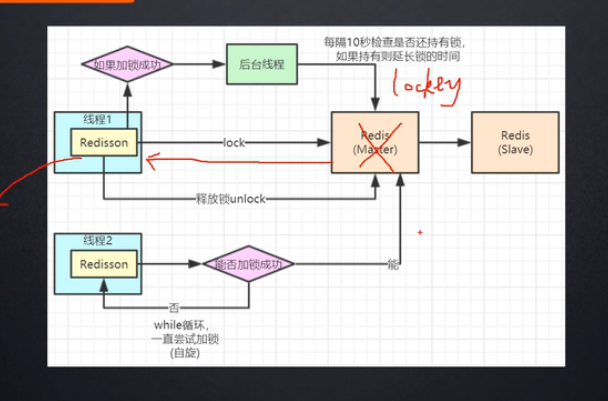 每隔10秒检查是否还持有锁,
如果持有则延长锁的时间
如果加锁成功
后台线程
lockey
线程1
Redisson
lock
Redis
(Master)
Redis
(Slave)
释放锁unlock
线程2
Redisson
能否加锁成功
能
否
while循环,
一直尝试加锁
(自旋)